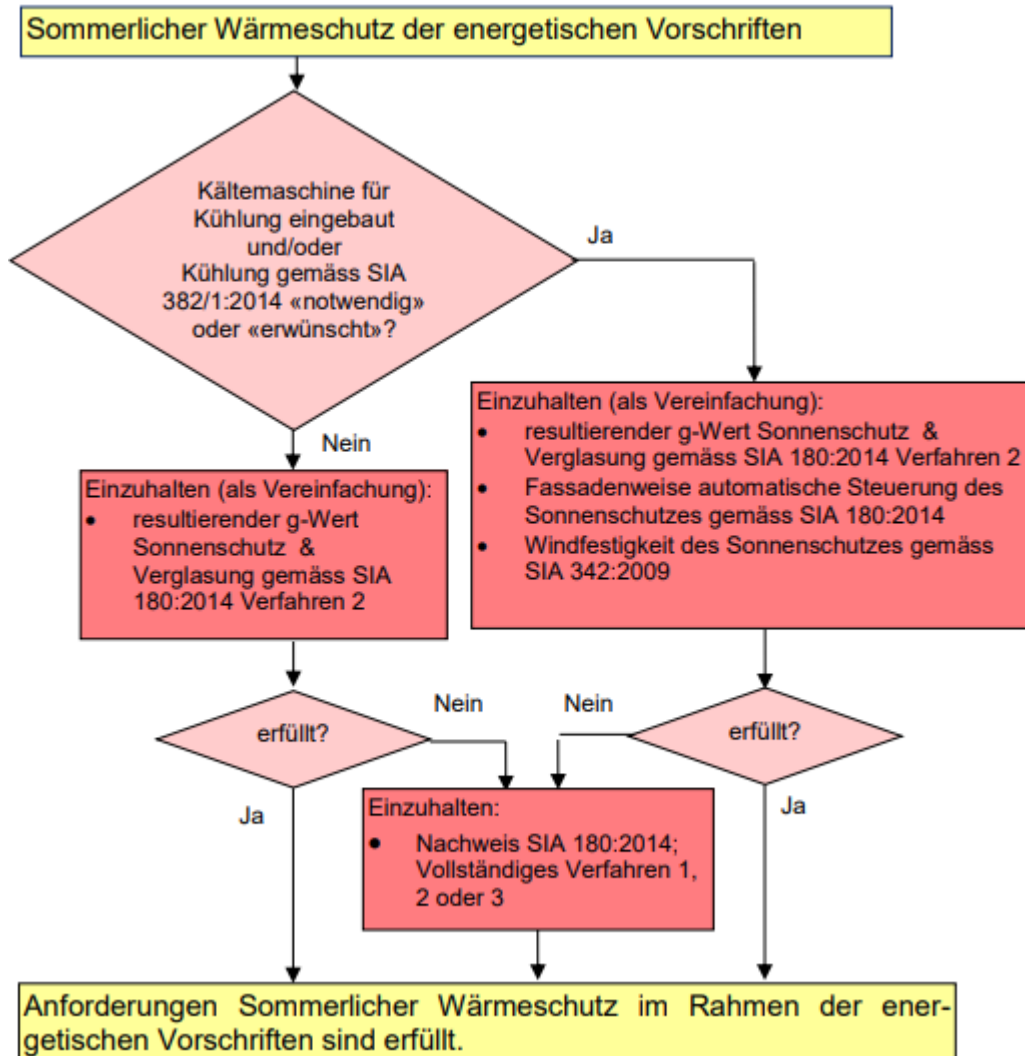 Sommerlicher Wärmeschutz der energetischen Vorschriften
Kältemaschine für
Kühlung eingebaut
und/oder
Kühlung gemäss SIA
382/1:2014 «notwendig»
oder «erwünscht»?
Ja
Nein
Einzuhalten (als Vereinfachung):
• resultierender g-Wert Sonnenschutz & 
Verglasung gemäss SIA 180:2014 Verfahren 2
• Fassadenweise automatische Steuerung des
Sonnenschutzes gemäss SIA 180:2014
• Windfestigkeit des Sonnenschutzes gemäss
SIA 342:2009
Einzuhalten (als Vereinfachung):
• resultierender g-Wert
Sonnenschutz &
Verglasung gemäss SIA
180:2014 Verfahren 2
erfüllt?
Nein
Nein
erfüllt?
Ja
Ja
Einzuhalten:
• Nachweis SIA 180:2014;
Vollständiges Verfahren 1,
2 oder 3
Anforderungen Sommerlicher Wärmeschutz im Rahmen der ener-
getischen Vorschriften sind erfüllt.